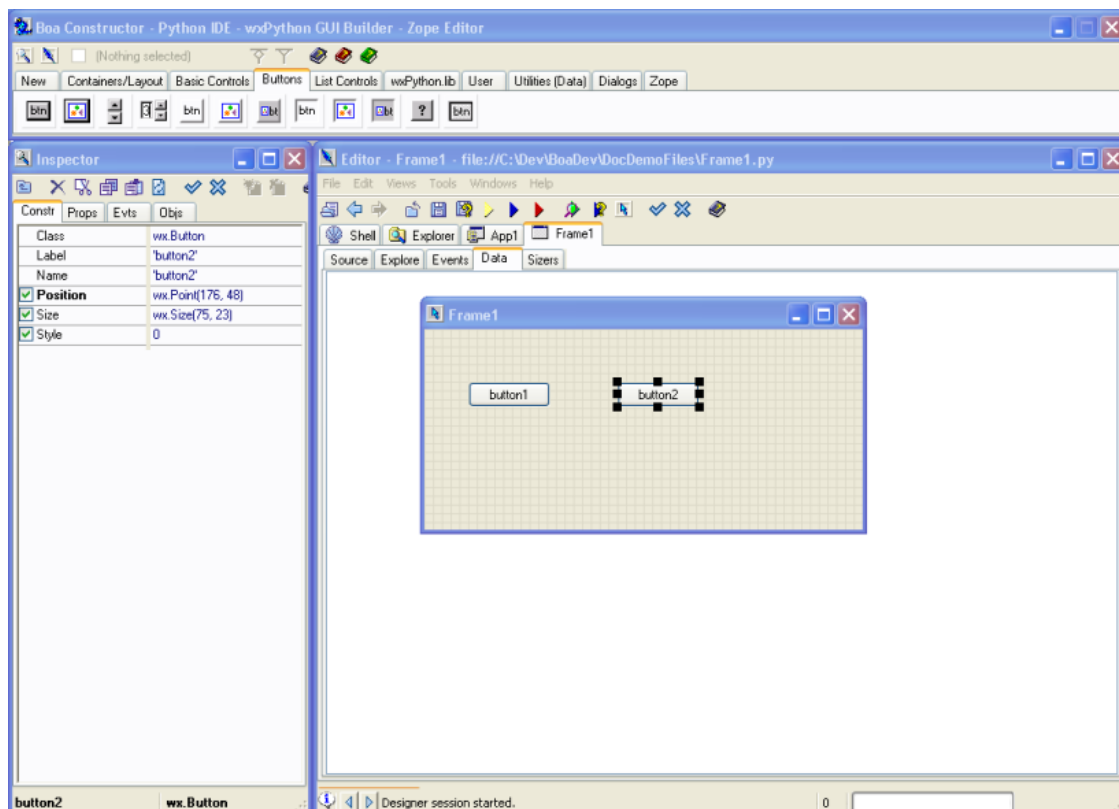 Boa Constructor - Python IDE - wxPython GUI Builder - Zope Editor
(Nothing selected)
New Containers/Layout Basic Controls Buttons List Controls wxPython.lib User Utilities (Data) Dialogs Zope
btn btn btn ? btn
Inspector
Constr Props Evts Objs
Class wx.Button
Label 'button2'
Name 'button2'
Position wx.Point(176, 48)
Size wx.Size(75, 23)
Style 0
button2 wx.Button
Editor - Frame1 - file://C:\Dev\BoaDev\DocDemoFiles\Frame1.py
File Edit Views Tools Windows Help
Shell Explorer App1 Frame1
Source Explore Events Data Sizers
Frame1
button1 button2
Designer session started. 0